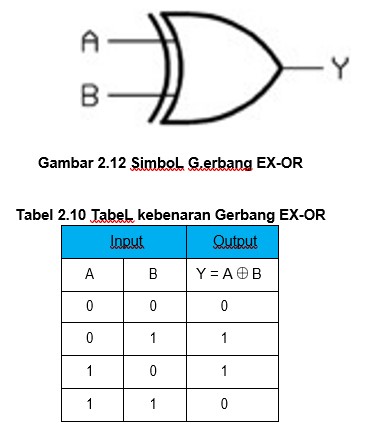 A
Y
B
Gambar 2.12 SimboL G.erbang EX-OR
Tabel 2.10 TabeL kebenaran Gerbang EX-OR
Input Output
A B Y = A ⊕ B
0 0 0
0 1 1
1 0 1
1 1 0